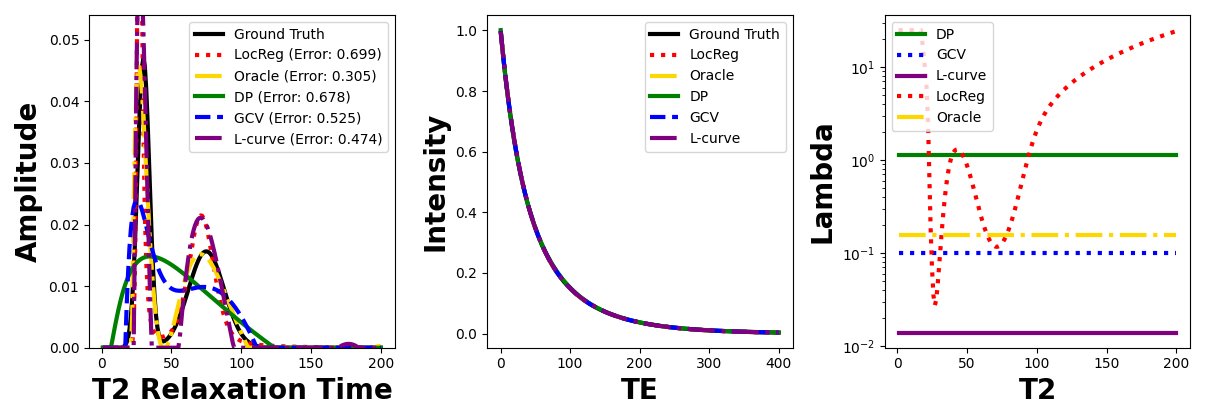 Amplitude
0.05
0.04
0.03
0.02
0.01
0.00
Ground Truth
LocReg (Error: 0.699)
Oracle (Error: 0.305)
DP (Error: 0.678)
GCV (Error: 0.525)
L-curve (Error: 0.474)
0 50 100 150 200
T2 Relaxation Time
Intensity
1.0
0.8
0.6
0.4
0.2
0.0
Ground Truth
LocReg
Oracle
DP
GCV
L-curve
0 100 200 300 400
TE
Lambda
10¹
10⁰
10⁻¹
10⁻²
DP
GCV
L-curve
LocReg
Oracle
0 50 100 150 200
T2